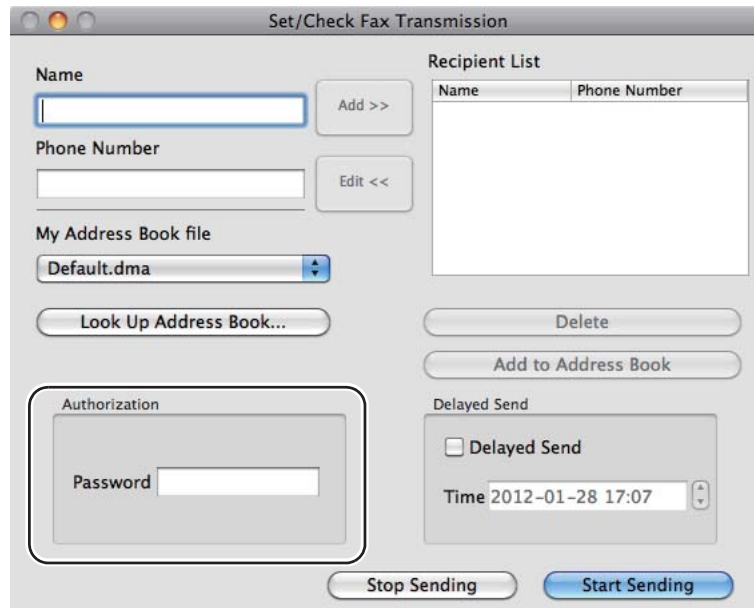 Set/Check Fax Transmission
Name
Add >>
Phone Number
Edit <<
My Address Book file
Default.dma
Look Up Address Book...
Recipient List
Name Phone Number
Delete
Add to Address Book
Authorization
Password
Delayed Send
Delayed Send
Time 2012-01-28 17:07
Stop Sending
Start Sending